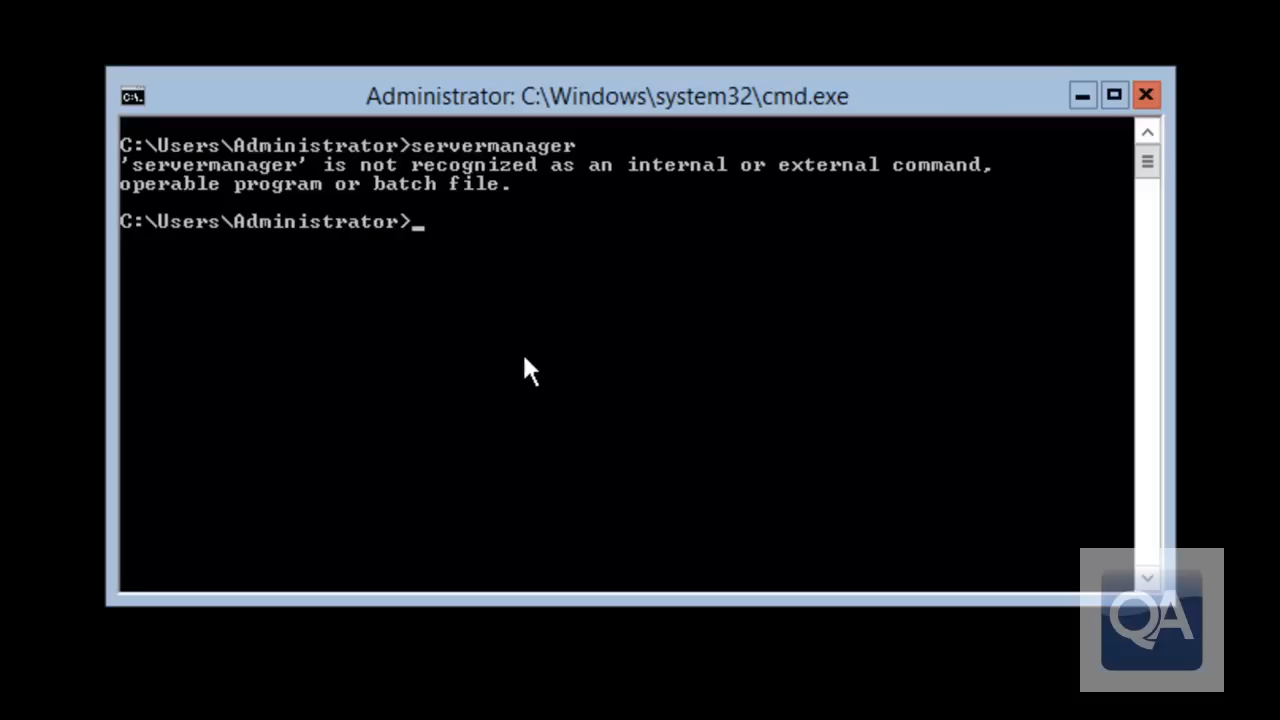 C:\.
Administrator: C:\Windows\system32\cmd.exe
C:\Users\Administrator>servermanager
'servermanager' is not recognized as an internal or external command,
operable program or batch file.
C:\Users\Administrator>_
QA